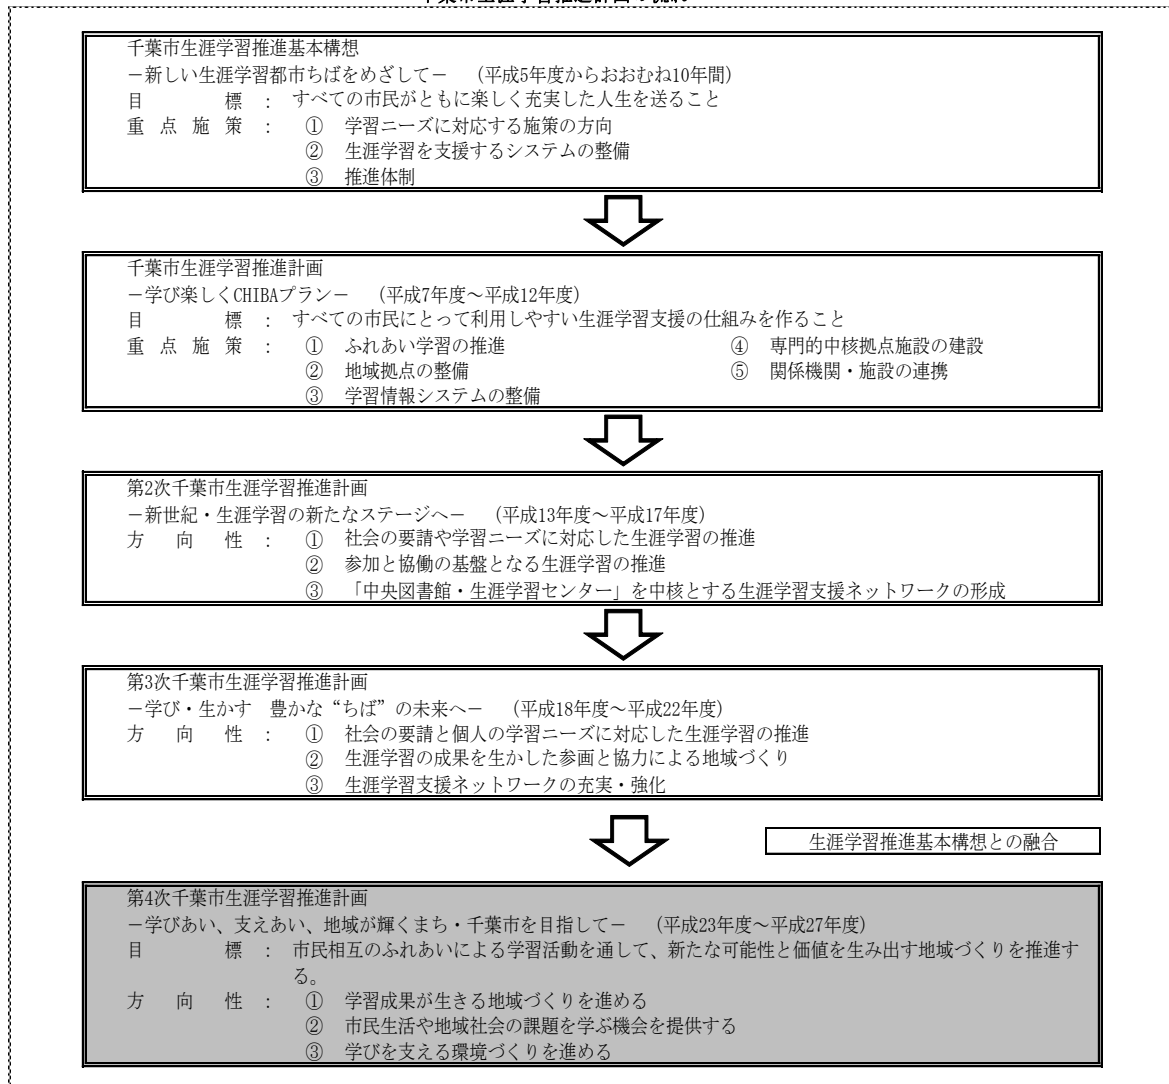 千葉市生涯学習推進基本構想
－新しい生涯学習都市ちばをめざして－　（平成5年度からおおむね10年間）
目　標　：　すべての市民がともに楽しく充実した人生を送ること
重点施策　：　①　学習ニーズに対応する施策の方向
②　生涯学習を支援するシステムの整備
③　推進体制
千葉市生涯学習推進計画
－学び楽しくCHIBAプラン－　（平成7年度～平成12年度）
目　標　：　すべての市民にとって利用しやすい生涯学習支援の仕組みを作ること
重点施策　：　①　ふれあい学習の推進　④　専門的中核拠点施設の建設
②　地域拠点の整備　⑤　関係機関・施設の連携
③　学習情報システムの整備
第2次千葉市生涯学習推進計画
－新世紀・生涯学習の新たなステージへ－　（平成13年度～平成17年度）
方向性　：　①　社会の要請や学習ニーズに対応した生涯学習の推進
②　参加と協働の基盤となる生涯学習の推進
③　「中央図書館・生涯学習センター」を中核とする生涯学習支援ネットワークの形成
第3次千葉市生涯学習推進計画
－学び・生かす　豊かな“ちば”の未来へ－　（平成18年度～平成22年度）
方向性　：　①　社会の要請と個人の学習ニーズに対応した生涯学習の推進
②　生涯学習の成果を生かした参画と協力による地域づくり
③　生涯学習支援ネットワークの充実・強化
生涯学習推進基本構想との融合
第4次千葉市生涯学習推進計画
－学びあい、支えあい、地域が輝くまち・千葉市を目指して－　（平成23年度～平成27年度）
目　標　：　市民相互のふれあいによる学習活動を通して、新たな可能性と価値を生み出す地域づくりを推進す
る。
方向性　：　①　学習成果が生きる地域づくりを進める
②　市民生活や地域社会の課題を学ぶ機会を提供する
③　学びを支える環境づくりを進める